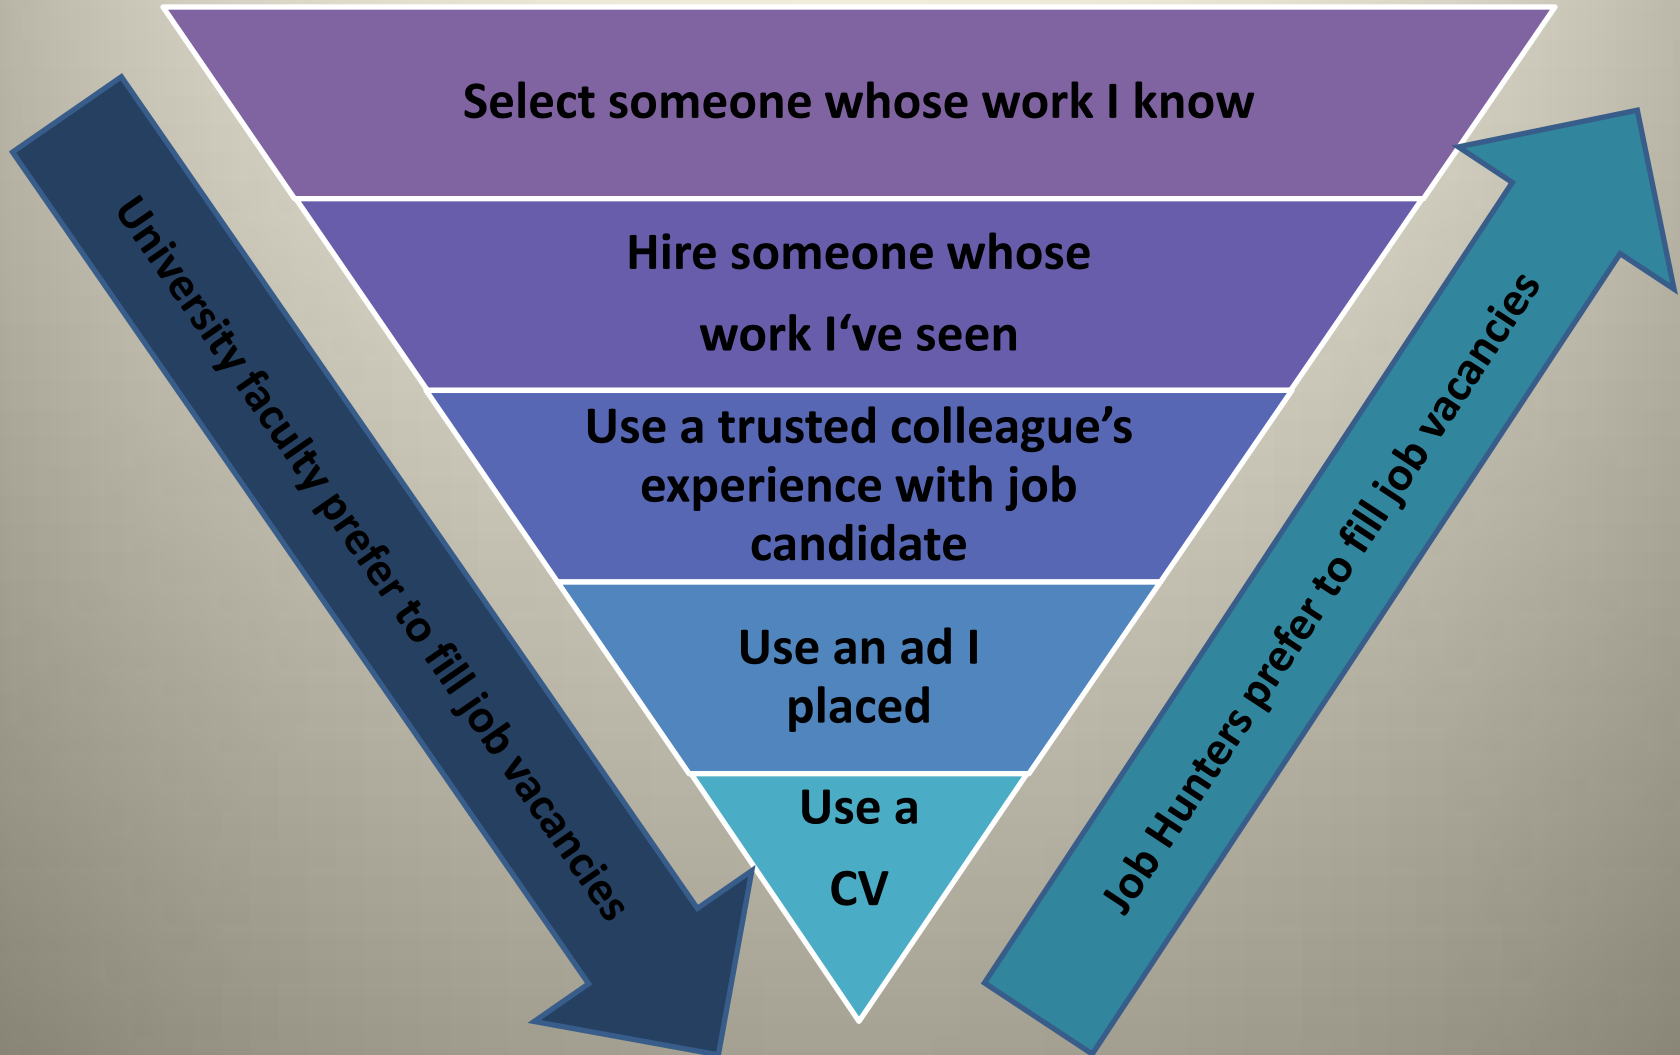 Select someone whose work I know
Hire someone whose
work I‘ve seen
Use a trusted colleague’s
experience with job
candidate
Use an ad I
placed
Use a
CV
University faculty prefer to fill job vacancies
Job Hunters prefer to fill job vacancies